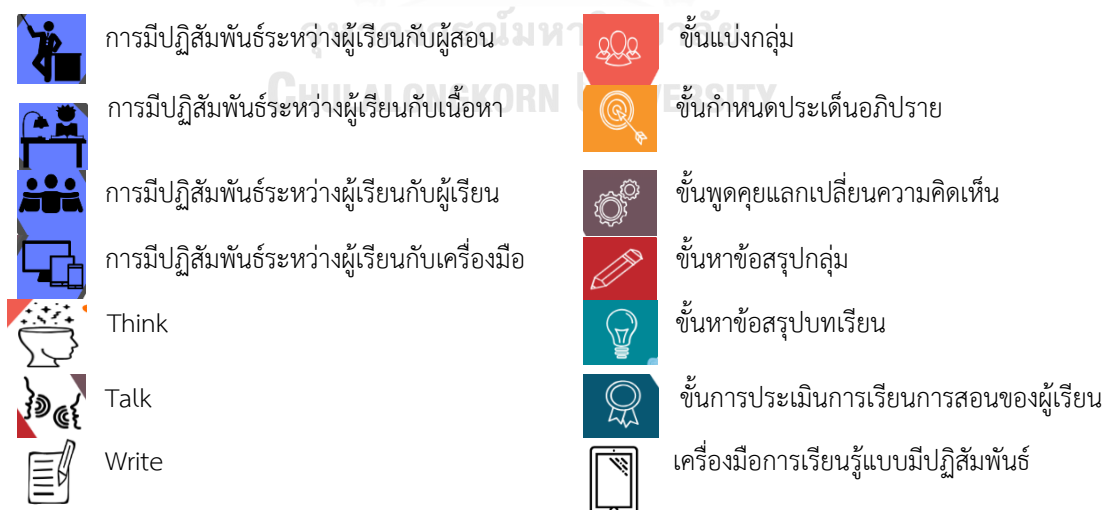 การมีปฏิสัมพันธ์ระหว่างผู้เรียนกับผู้สอน
การมีปฏิสัมพันธ์ระหว่างผู้เรียนกับเนื้อหา
การมีปฏิสัมพันธ์ระหว่างผู้เรียนกับผู้เรียน
การมีปฏิสัมพันธ์ระหว่างผู้เรียนกับเครื่องมือ
Think
Talk
Write
ขั้นแบ่งกลุ่ม
ขั้นกำหนดประเด็นอภิปราย
ขั้นพูดคุยแลกเปลี่ยนความคิดเห็น
ขั้นหาข้อสรุปกลุ่ม
ขั้นหาข้อสรุปบทเรียน
ขั้นการประเมินการเรียนการสอนของผู้เรียน
เครื่องมือการเรียนรู้แบบมีปฏิสัมพันธ์